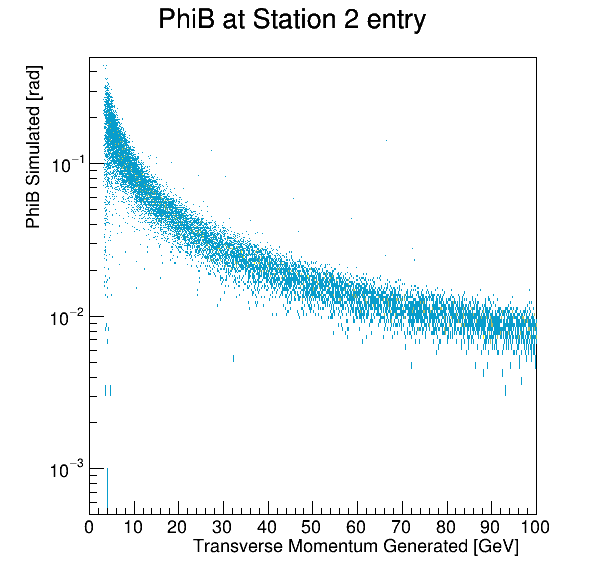 PhiB at Station 2 entry
PhiB Simulated [rad]
10⁻¹
10⁻²
10⁻³
0 10 20 30 40 50 60 70 80 90 100
Transverse Momentum Generated [GeV]